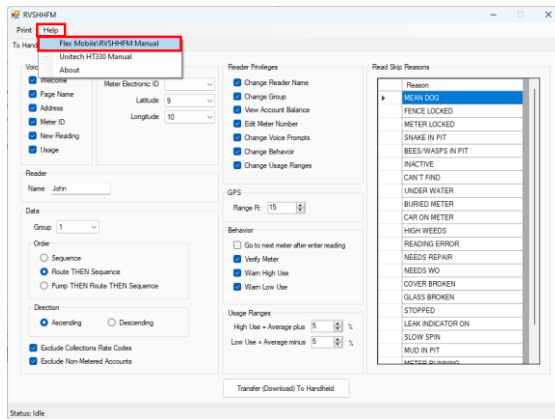 RVSHHFM
Print Help
Flex Mobile\RVSHHFM Manual
Unitech HT330 Manual
About
To Hand
Voic
Welcome
Page Name
Address
Meter ID
New Reading
Usage
Meter Electronic ID
Latitude 9
Longitude 10
Reader
Name John
Data
Group 1
Order
Sequence
Route THEN Sequence
Pump THEN Route THEN Sequence
Direction
Ascending Descending
Exclude Collections Rate Codes
Exclude Non-Metered Accounts
Reader Privileges
Change Reader Name
Change Group
View Account Balance
Edit Meter Number
Change Voice Prompts
Change Behavoir
Change Usage Ranges
GPS
Range Ft: 15
Behavior
Go to next meter after enter reading
Verify Meter
Warn High Use
Warn Low Use
Usage Ranges
High Use = Average plus 5 %
Low Use = Average minus 5 %
Transfer (Download) To Handheld
Read Skip Reasons
Reason
MEAN DOG
FENCE LOCKED
METER LOCKED
SNAKE IN PIT
BEES/WASPS IN PIT
INACTIVE
CAN'T FIND
UNDER WATER
BURIED METER
CAR ON METER
HIGH WEEDS
READING ERROR
NEEDS REPAIR
NEEDS WO
COVER BROKEN
GLASS BROKEN
STOPPED
LEAK INDICATOR ON
SLOW SPIN
MUD IN PIT
METER RUNNING
Status: Idle